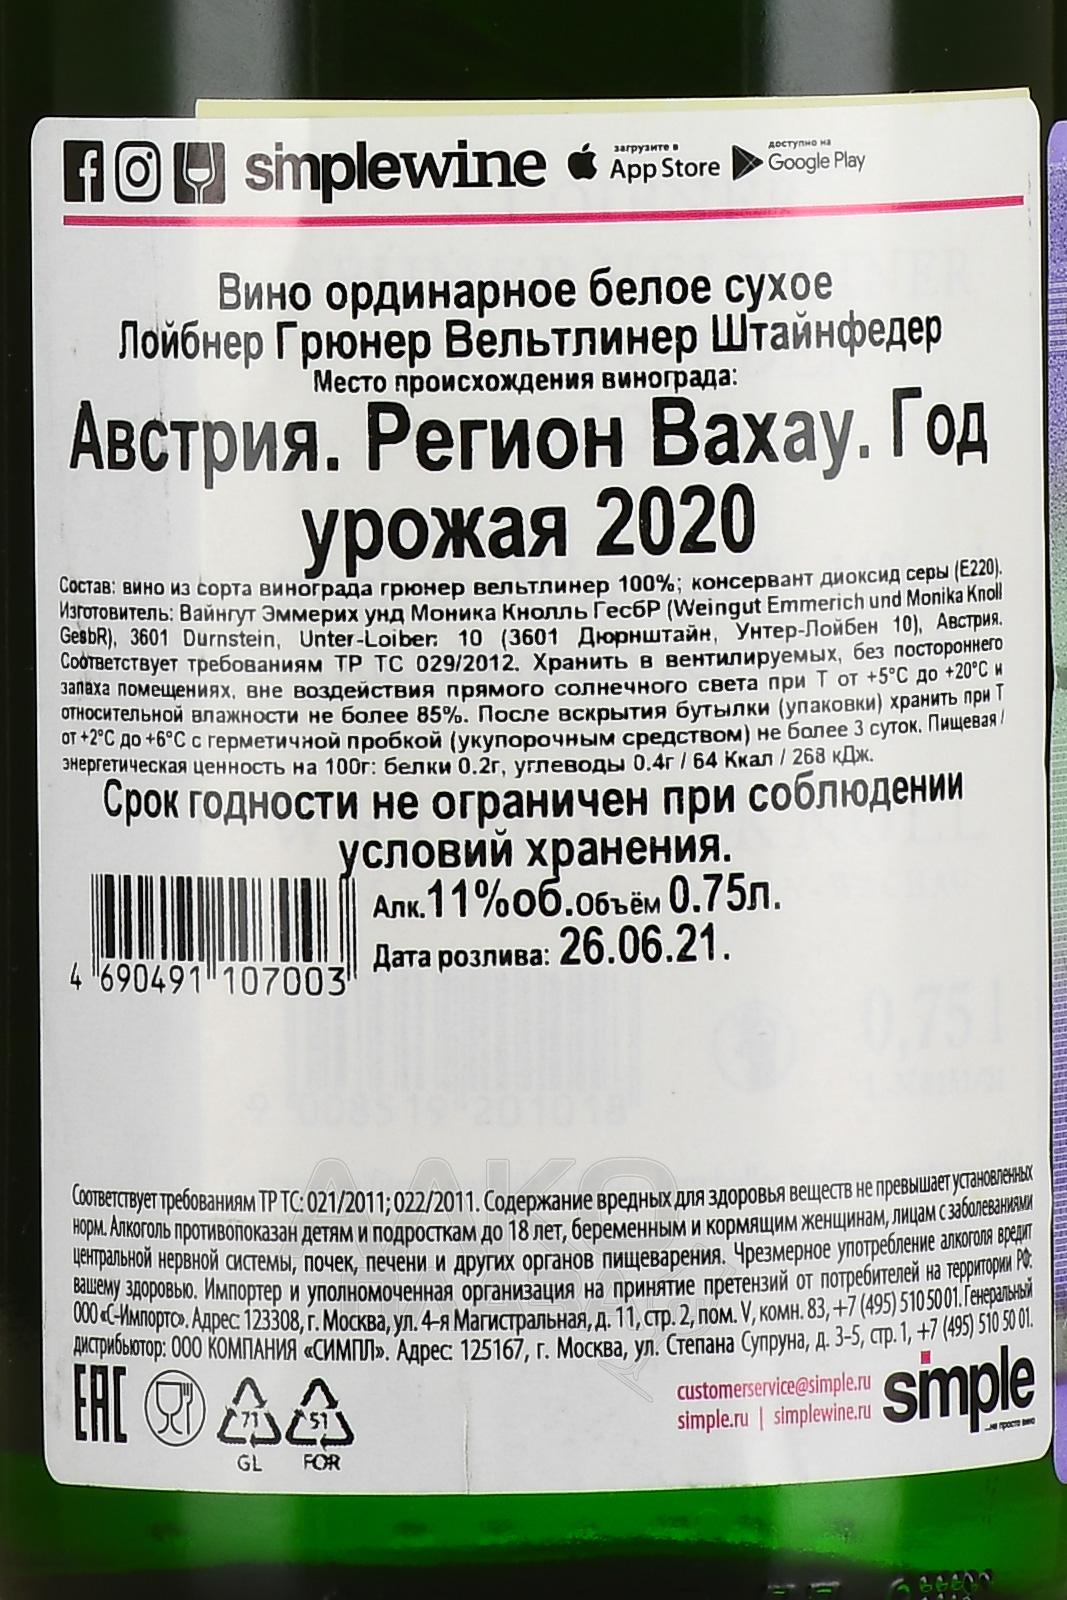 simplewine загрузите в App Store доступно на Google Play
Вино ординарное белое сухое
Лойбнер Грюнер Вельтлинер Штайнфедер
Место происхождения винограда:
Австрия. Регион Вахау. Год
урожая 2020
Состав: вино из сорта винограда грюнер вельтлинер 100%; консервант диоксид серы (Е220).
Изготовитель: Вайнгут Эммерих унд Моника Кнолль ГесбР (Weingut Emmerich und Monika Knoll
GesbR), 3601 Durnstein, Unter-Loiben 10 (3601 Дюрнштайн, Унтер-Лойбен 10), Австрия.
Соответствует требованиям ТР ТС 029/2012. Хранить в вентилируемых, без постороннего
запаха помещениях, вне воздействия прямого солнечного света при Т от +5°С до +20°С и
относительной влажности не более 85%. После вскрытия бутылки (упаковки) хранить при Т
от +2°С до +6°С с герметичной пробкой (укупорочным средством) не более 3 суток. Пищевая /
энергетическая ценность на 100г: белки 0.2г, углеводы 0.4г / 64 Ккал / 268 кДж.
Срок годности не ограничен при соблюдении
условий хранения.
Алк.11%об.Объём 0.75л.
Дата розлива: 26.06.21.
4 690491 107003
0,75 l
9 008519 201018
Соответствует требованиям ТР ТС: 021/2011; 022/2011. Содержание вредных для здоровья веществ не превышает установленных
норм. Алкоголь противопоказан детям и подросткам до 18 лет, беременным и кормящим женщинам, лицам с заболеваниями
центральной нервной системы, почек, печени и других органов пищеварения. Чрезмерное употребление алкоголя вредит
вашему здоровью. Импортер и уполномоченная организация на принятие претензий от потребителей на территории РФ:
ООО «С-Импорт». Адрес: 123308, г. Москва, ул. 4-я Магистральная, д. 11, стр. 2, пом. V, комн. 83, +7 (495) 510 50 01. Генеральный
дистрибьютор: ООО КОМПАНИЯ «СИМПЛ». Адрес: 125167, г. Москва, ул. Степана Супруна, д. 3-5, стр. 1, +7 (495) 510 50 01.
EAC
71
GL
51
FOR
customerservice@simple.ru
simple.ru | simplewine.ru
simple
...не просто вино